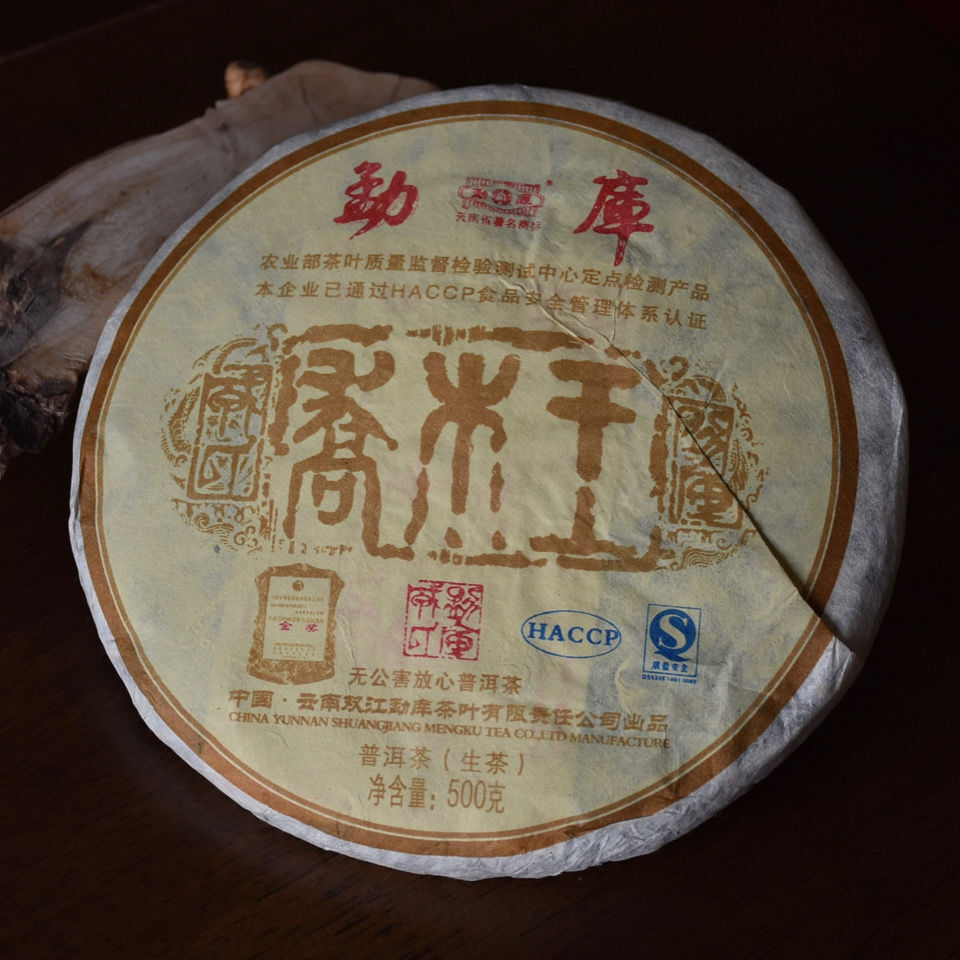 勐 勐库 库
云南省著名商标
农业部茶叶质量监督检验测试中心定点检测产品
本企业已通过HACCP食品安全管理体系认证
喬木王
金奖
HACCP
质量安全
无公害放心普洱茶
中国·云南双江勐库茶叶有限责任公司出品
CHINA YUNNAN SHUANGJIANG MENGKU TEA CO.,LTD MANUFACTURE
普洱茶（生茶）
净含量：500克